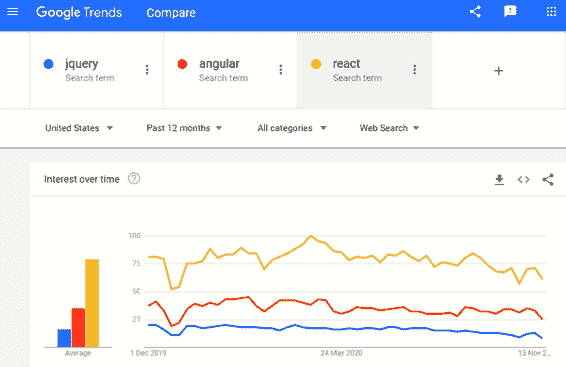 Google Trends Compare
jquery angular react
Search term Search term Search term
+
United States Past 12 months All categories Web Search
Interest over time ?
100
75
50
25
Average 1 Dec 2019 24 May 2020 15 Nov 2...